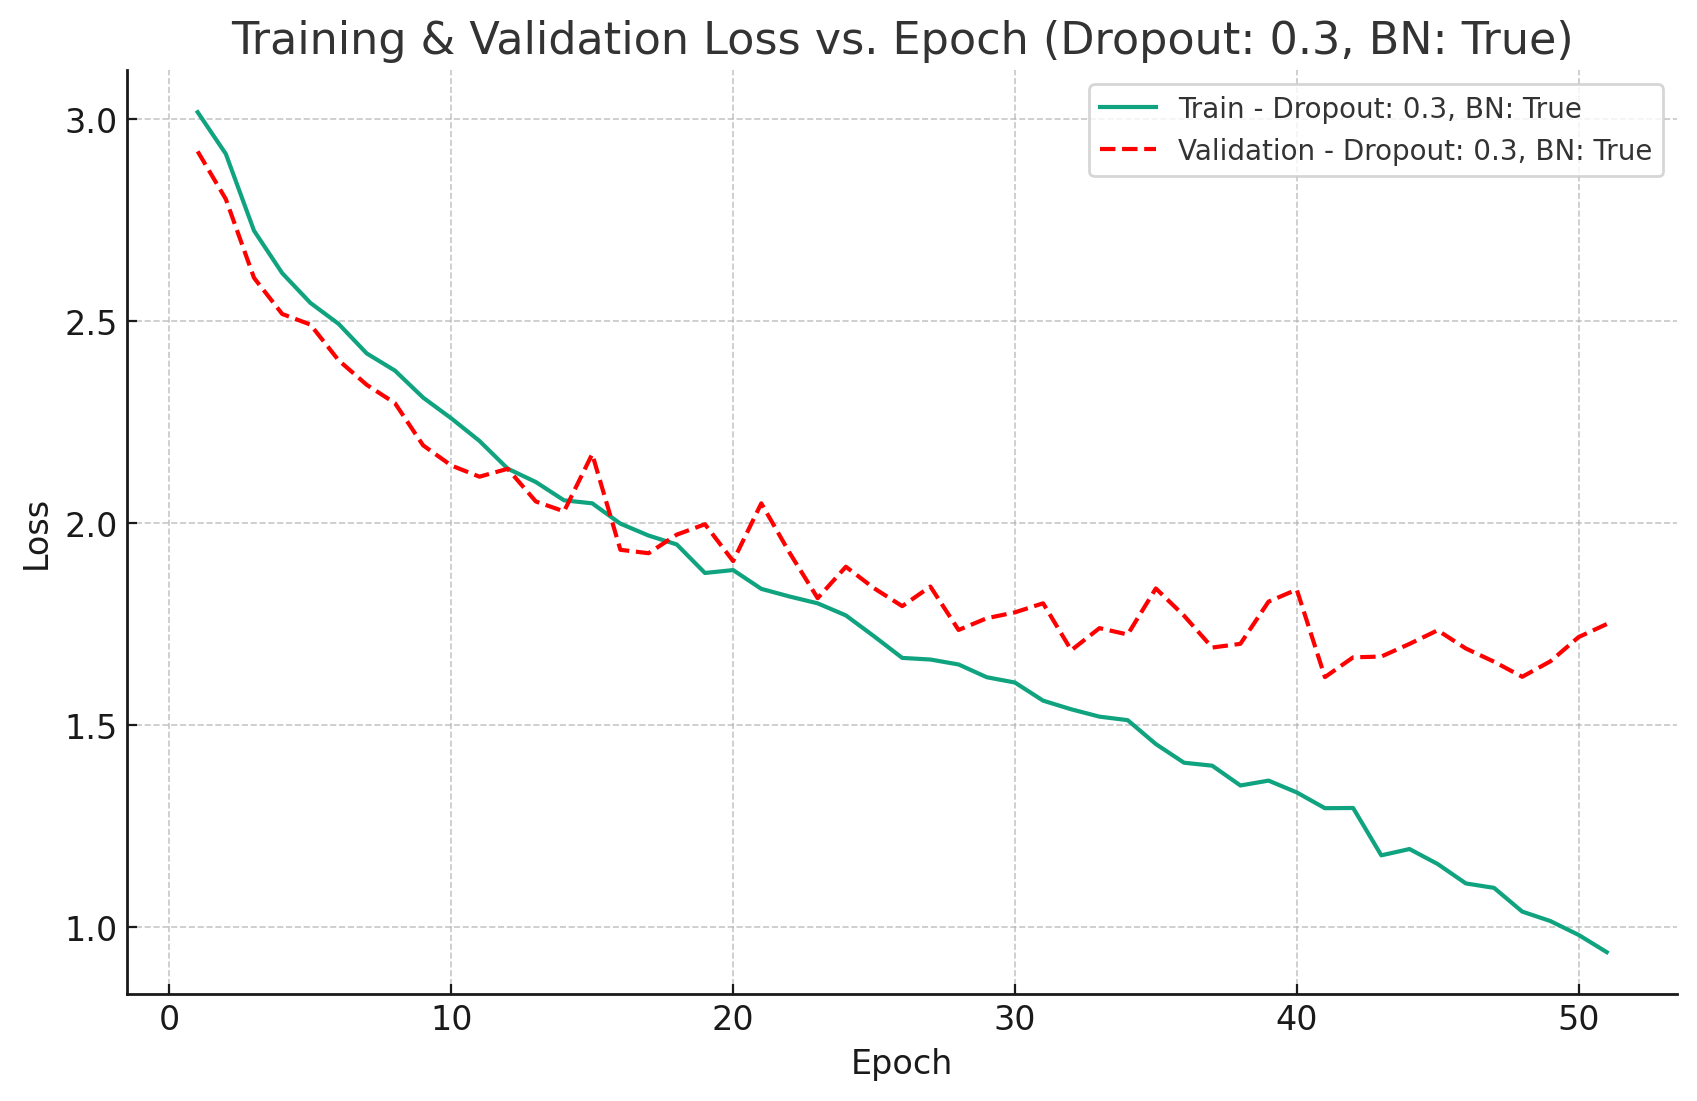 Training & Validation Loss vs. Epoch (Dropout: 0.3, BN: True)
Train - Dropout: 0.3, BN: True
Validation - Dropout: 0.3, BN: True
Loss
3.0
2.5
2.0
1.5
1.0
0 10 20 30 40 50
Epoch